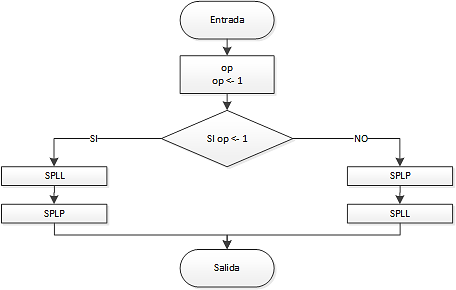 Entrada
op
op <- 1
SI op <- 1
SI
NO
SPLL
SPLP
SPLP
SPLL
Salida